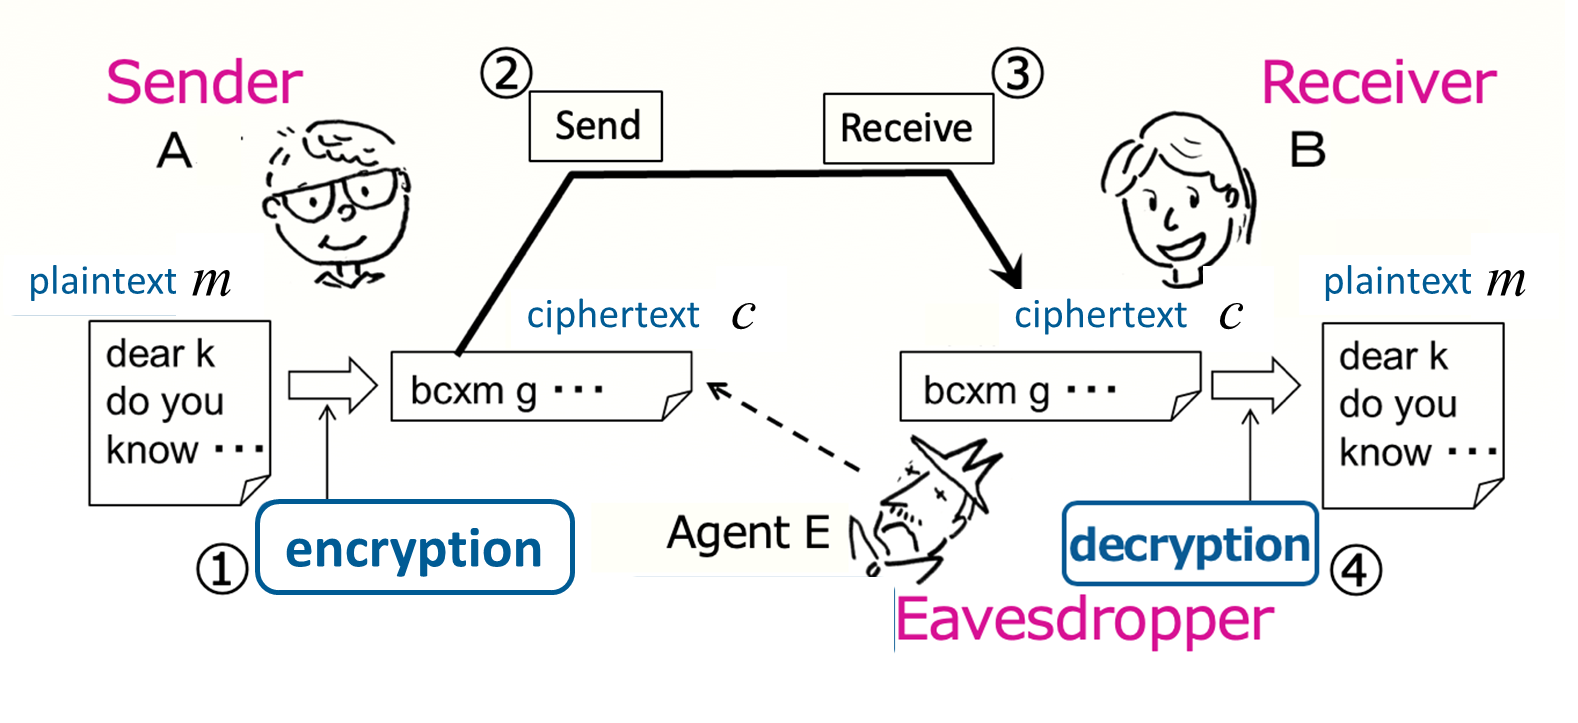 Sender
A
②
Send
Receive
③
Receiver
B
plaintext m
dear k
do you
know ···
ciphertext c
bcxm g ···
ciphertext c
bcxm g ···
plaintext m
dear k
do you
know ···
① encryption
Agent E
Eavesdropper
decryption ④